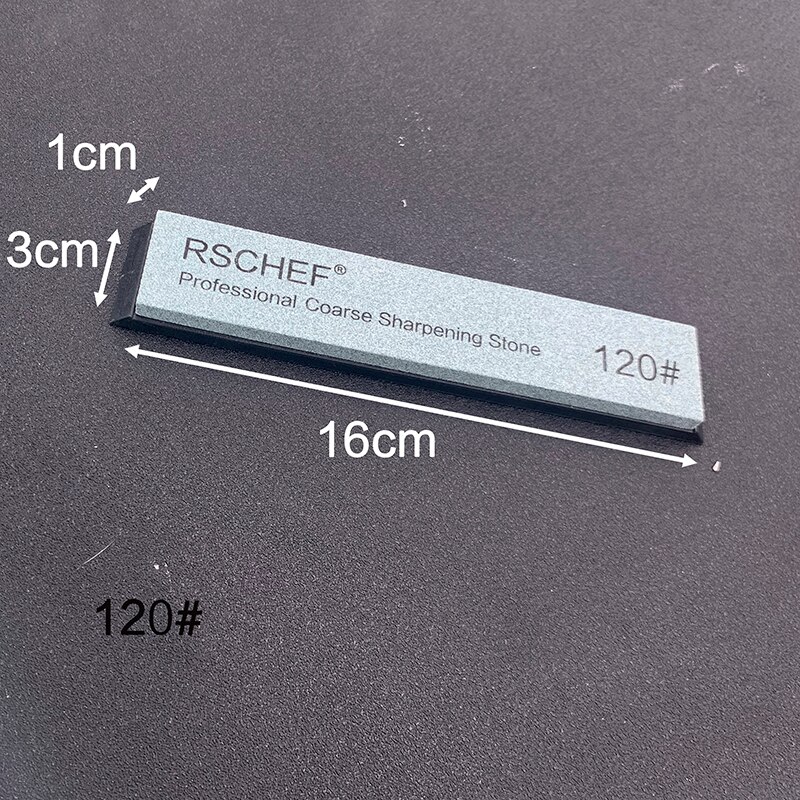 1cm
3cm
RSCHEF®
Professional Coarse Sharpening Stone
120#
16cm
120#